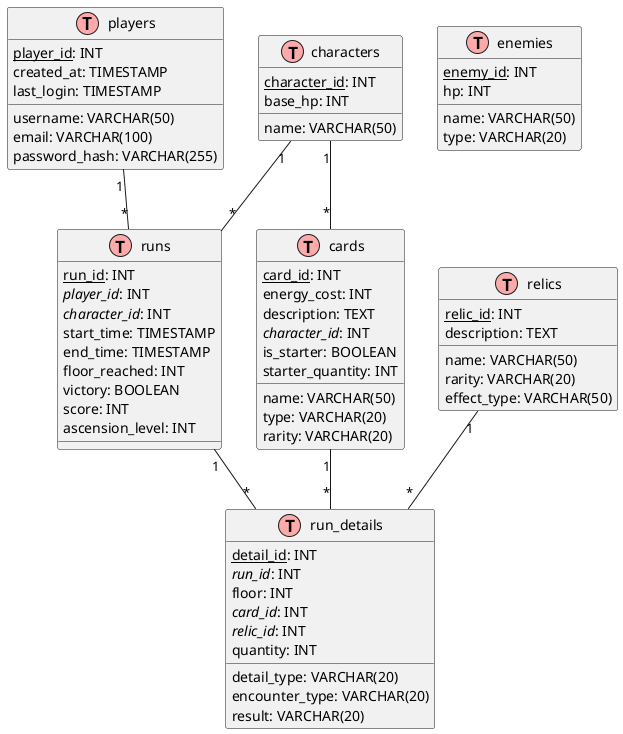 T players
player_id: INT
created_at: TIMESTAMP
last_login: TIMESTAMP
username: VARCHAR(50)
email: VARCHAR(100)
password_hash: VARCHAR(255)
T characters
character_id: INT
base_hp: INT
name: VARCHAR(50)
T enemies
enemy_id: INT
hp: INT
name: VARCHAR(50)
type: VARCHAR(20)
1
*
1
*
1
*
T runs
run_id: INT
player_id: INT
character_id: INT
start_time: TIMESTAMP
end_time: TIMESTAMP
floor_reached: INT
victory: BOOLEAN
score: INT
ascension_level: INT
T cards
card_id: INT
energy_cost: INT
description: TEXT
character_id: INT
is_starter: BOOLEAN
starter_quantity: INT
name: VARCHAR(50)
type: VARCHAR(20)
rarity: VARCHAR(20)
T relics
relic_id: INT
description: TEXT
name: VARCHAR(50)
rarity: VARCHAR(20)
effect_type: VARCHAR(50)
1
*
1
*
1
*
T run_details
detail_id: INT
run_id: INT
floor: INT
card_id: INT
relic_id: INT
quantity: INT
detail_type: VARCHAR(20)
encounter_type: VARCHAR(20)
result: VARCHAR(20)